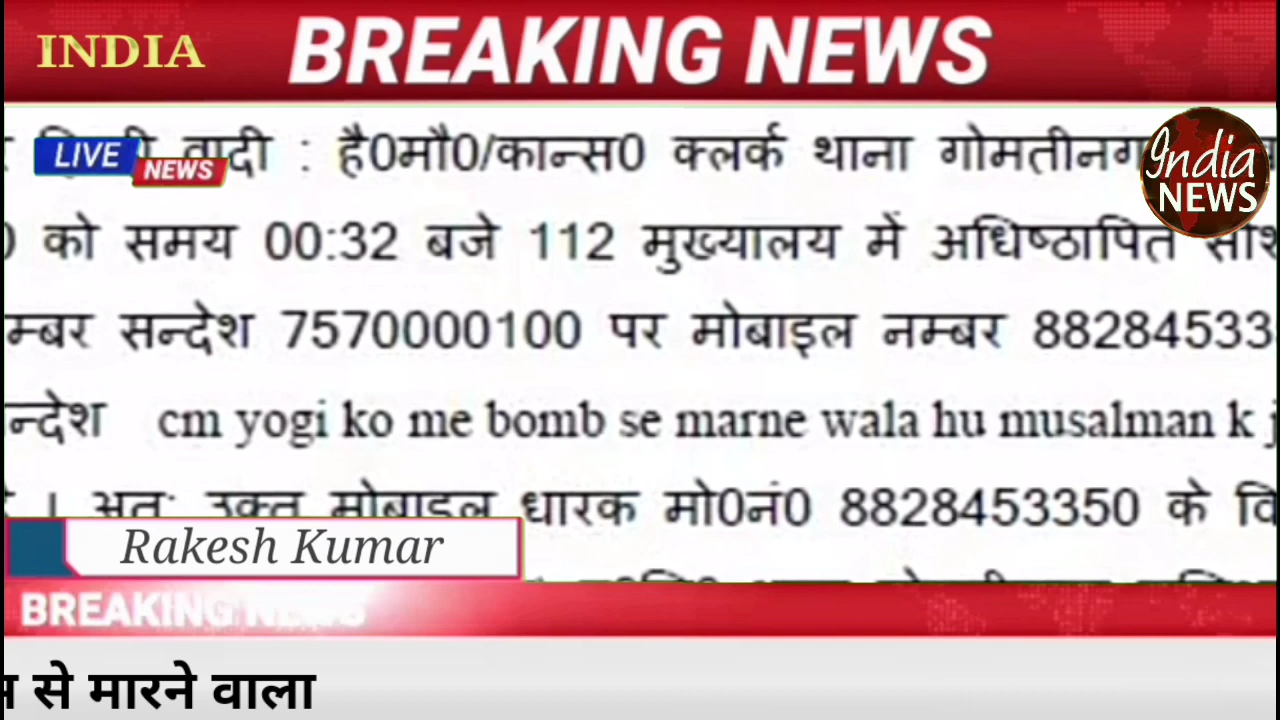 INDIA BREAKING NEWS
वादी : है0मौ0/कान्स0 क्लर्क थाना
LIVE NEWS
India NEWS
को समय 00:32 बजे 112 मुख्यालय में अधिष्ठापित
म्बर सन्देश 7570000100 पर मोबाइल नम्बर 88284533
न्देश cm yogi ko me bomb se marne wala hu musalman k
। अतः उक्त मोबाइल धारक मो0नं0 8828453350 के
Rakesh Kumar
BREAKING NEWS
से मारने वाला